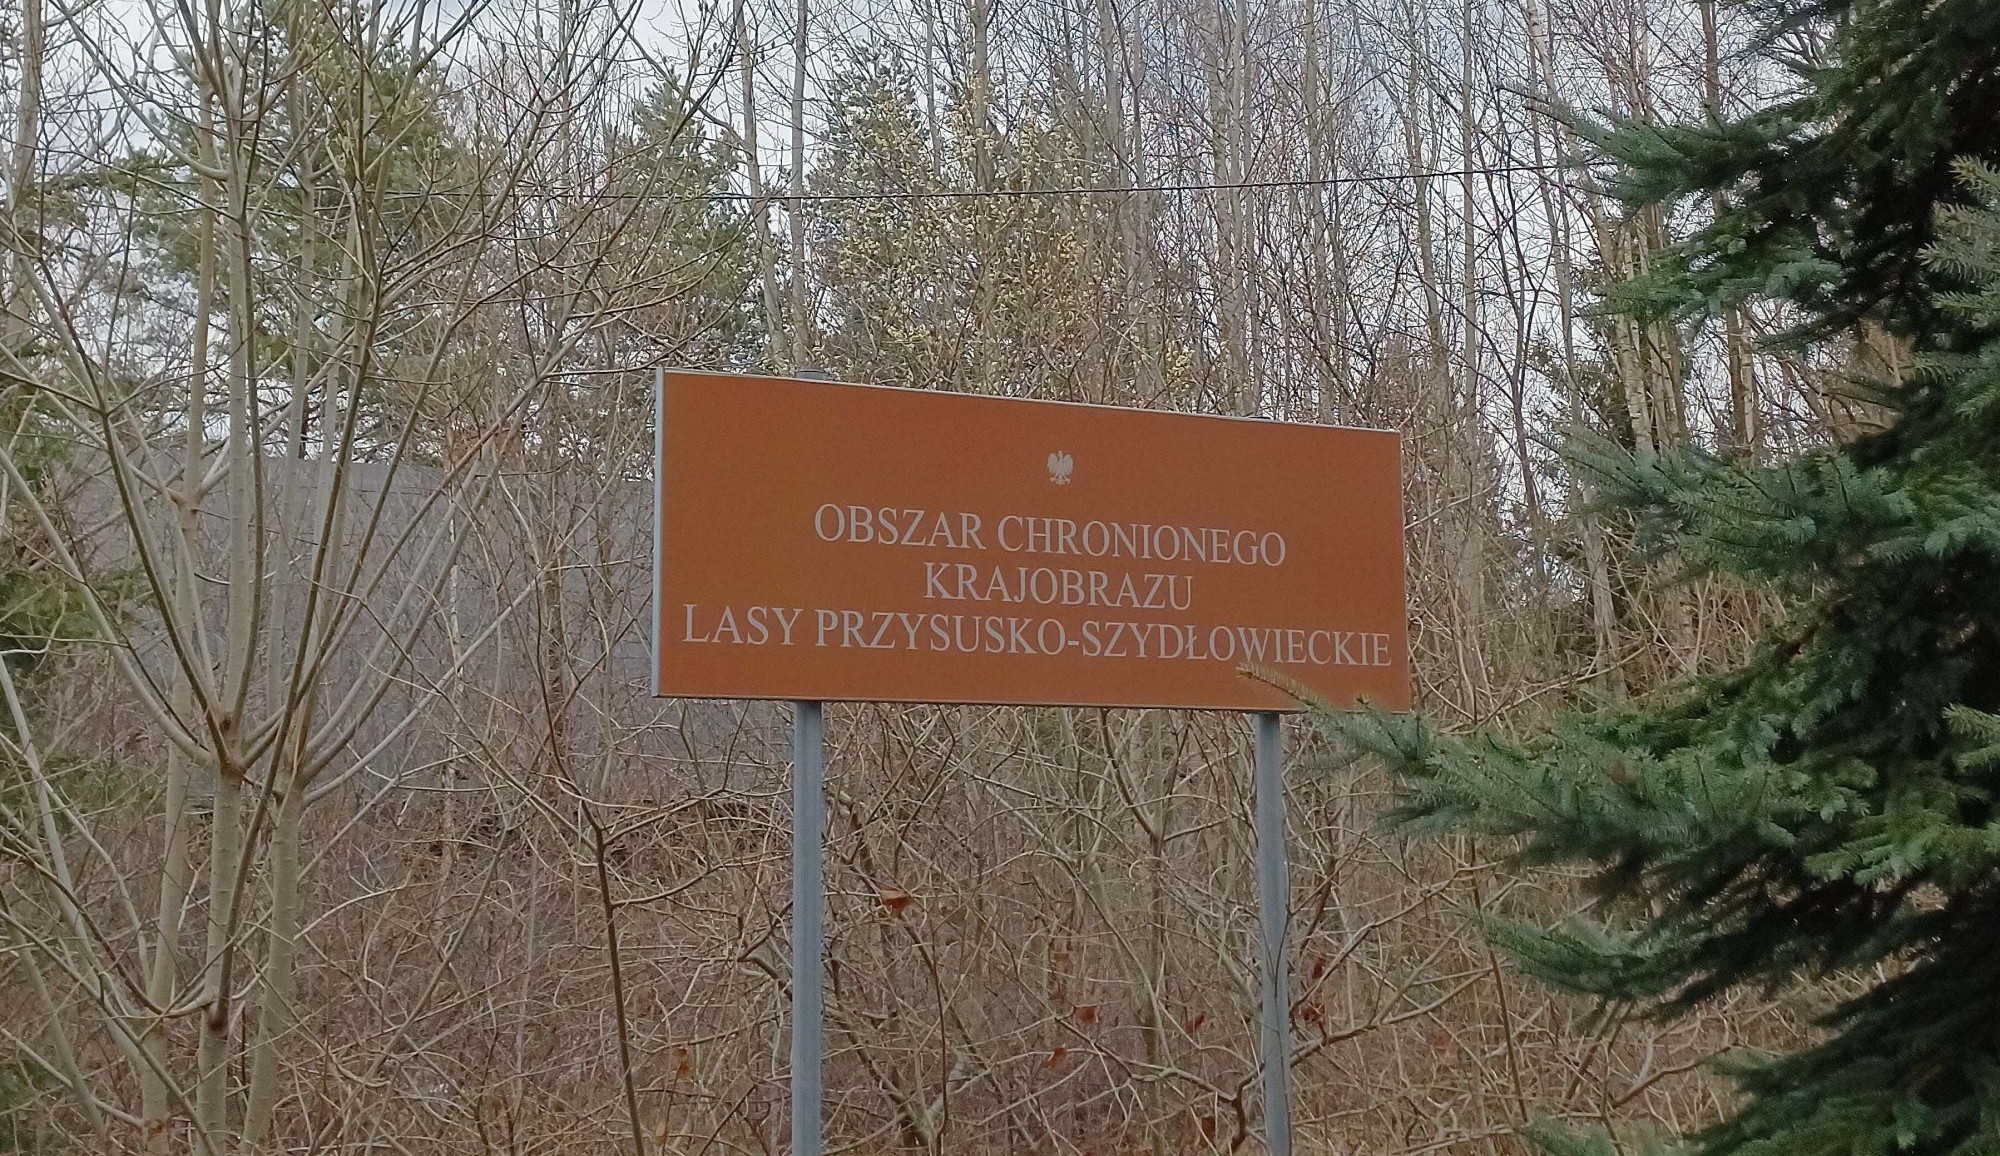 OBSZAR CHRONIONEGO
KRAJOBRAZU
LASY PRZYSUSKO-SZYDŁOWIECKIE